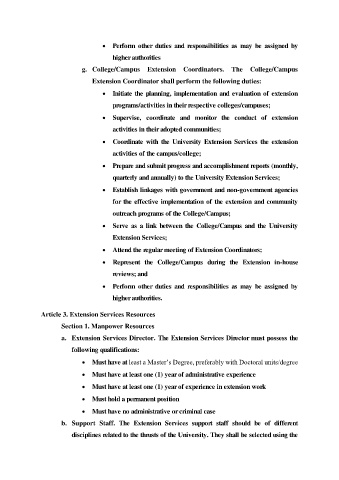 • Perform other duties and responsibilities as may be assigned by
higher authorities
g. College/Campus Extension Coordinators. The College/Campus
Extension Coordinator shall perform the following duties:
• Initiate the planning, implementation and evaluation of extension
programs/activities in their respective colleges/campuses;
• Supervise, coordinate and monitor the conduct of extension
activities in their adopted communities;
• Coordinate with the University Extension Services the extension
activities of the campus/college;
• Prepare and submit progress and accomplishment reports (monthly,
quarterly and annually) to the University Extension Services;
• Establish linkages with government and non-government agencies
for the effective implementation of the extension and community
outreach programs of the College/Campus;
• Serve as a link between the College/Campus and the University
Extension Services;
• Attend the regular meeting of Extension Coordinators;
• Represent the College/Campus during the Extension in-house
reviews; and
• Perform other duties and responsibilities as may be assigned by
higher authorities.
Article 3. Extension Services Resources
Section 1. Manpower Resources
a. Extension Services Director. The Extension Services Director must possess the
following qualifications:
• Must have at least a Master's Degree, preferably with Doctoral units/degree
• Must have at least one (1) year of administrative experience
• Must have at least one (1) year of experience in extension work
• Must hold a permanent position
• Must have no administrative or criminal case
b. Support Staff. The Extension Services support staff should be of different
disciplines related to the thrusts of the University. They shall be selected using the